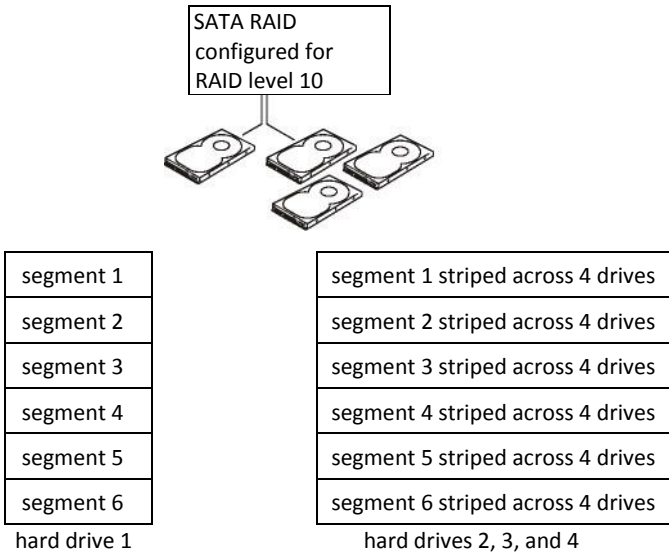 SATA RAID
configured for
RAID level 10
segment 1
segment 1 striped across 4 drives
segment 2
segment 2 striped across 4 drives
segment 3
segment 3 striped across 4 drives
segment 4
segment 4 striped across 4 drives
segment 5
segment 5 striped across 4 drives
segment 6
segment 6 striped across 4 drives
hard drive 1
hard drives 2, 3, and 4